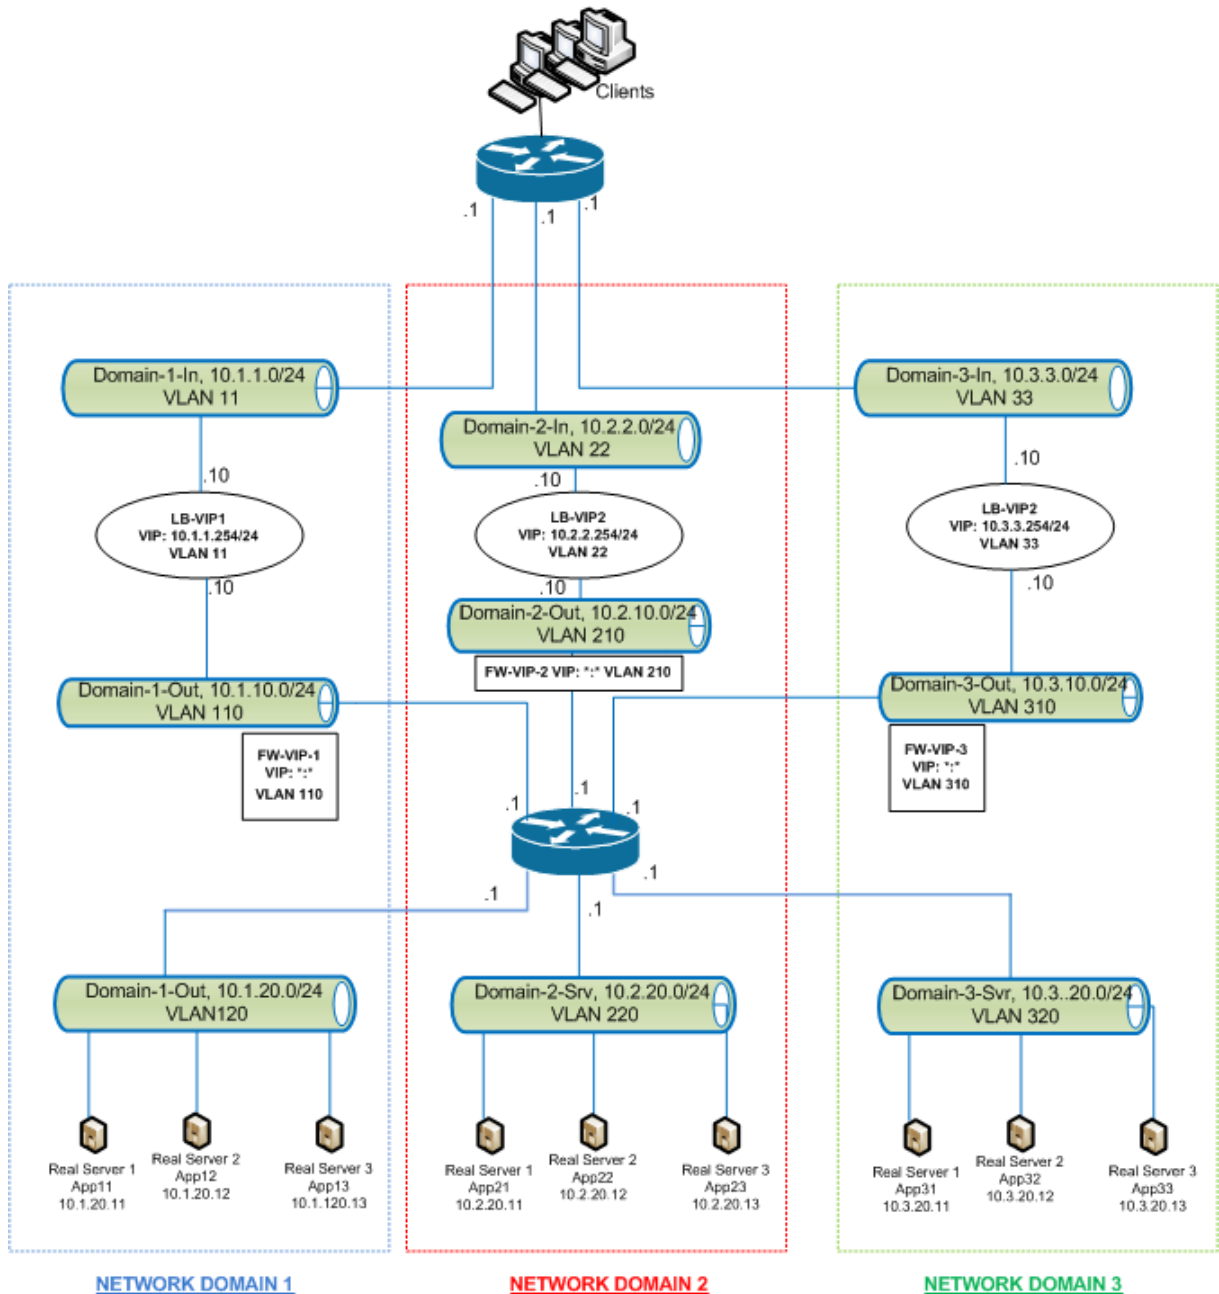 Clients
.1
.1
.1
Domain-1-In, 10.1.1.0/24
VLAN 11
Domain-2-In, 10.2.2.0/24
VLAN 22
Domain-3-In, 10.3.3.0/24
VLAN 33
.10
.10
.10
LB-VIP1
VIP: 10.1.1.254/24
VLAN 11
LB-VIP2
VIP: 10.2.2.254/24
VLAN 22
LB-VIP2
VIP: 10.3.3.254/24
VLAN 33
.10
.10
.10
Domain-1-Out, 10.1.10.0/24
VLAN 110
Domain-2-Out, 10.2.10.0/24
VLAN 210
Domain-3-Out, 10.3.10.0/24
VLAN 310
FW-VIP-1
VIP: *:*
VLAN 110
FW-VIP-2 VIP: *:* VLAN 210
FW-VIP-3
VIP: *:*
VLAN 310
.1
.1
.1
.1
.1
.1
Domain-1-Out, 10.1.20.0/24
VLAN120
Domain-2-Srv, 10.2.20.0/24
VLAN 220
Domain-3-Svr, 10.3..20.0/24
VLAN 320
Real Server 1
App11
10.1.20.11
Real Server 2
App12
10.1.20.12
Real Server 3
App13
10.1.120.13
Real Server 1
App21
10.2.20.11
Real Server 2
App22
10.2.20.12
Real Server 3
App23
10.2.20.13
Real Server 1
App31
10.3.20.11
Real Server 2
App32
10.3.20.12
Real Server 3
App33
10.3.20.13
NETWORK DOMAIN 1
NETWORK DOMAIN 2
NETWORK DOMAIN 3